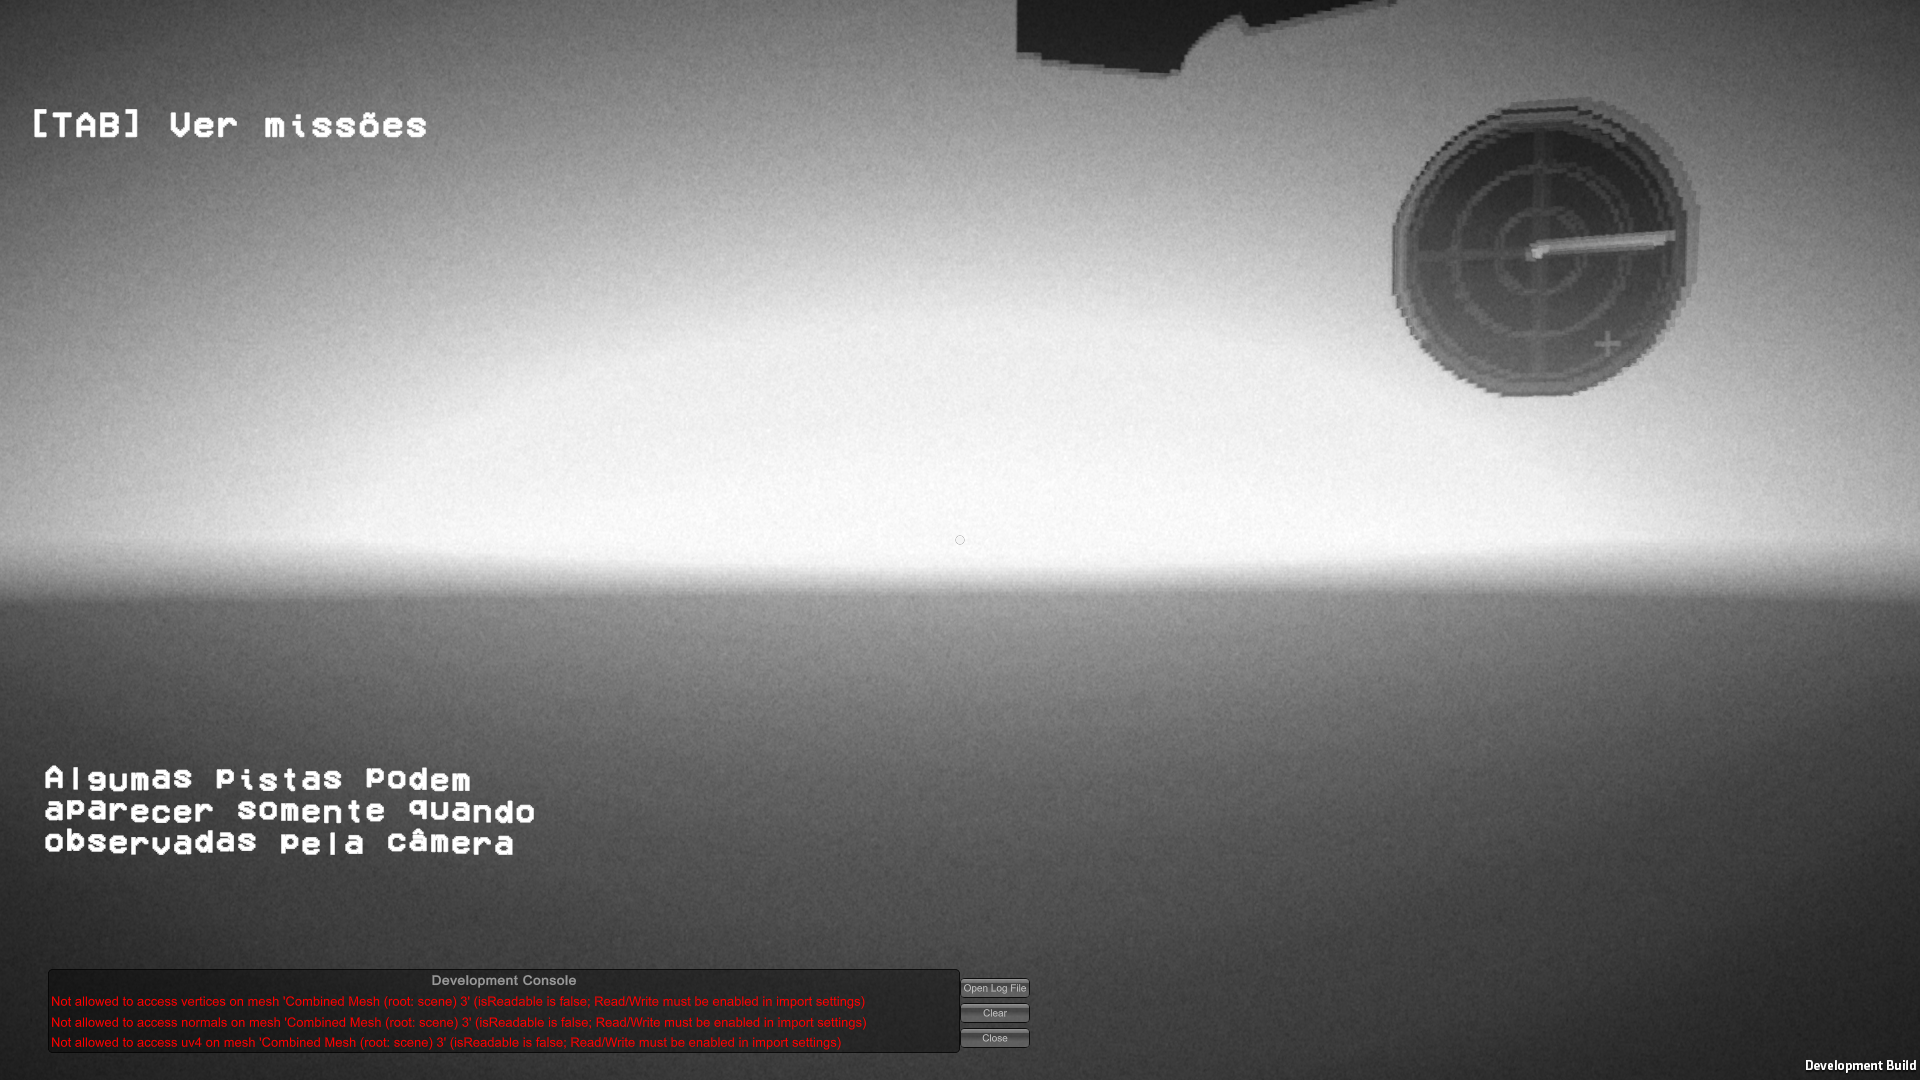 [TAB] Ver missões
Algumas pistas podem
aparecer somente quando
observadas pela câmera
Development Console
Not allowed to access vertices on mesh 'Combined Mesh (root: scene) 3' (isReadable is false; Read/Write must be enabled in import settings)
Not allowed to access normals on mesh 'Combined Mesh (root: scene) 3' (isReadable is false; Read/Write must be enabled in import settings)
Not allowed to access uv4 on mesh 'Combined Mesh (root: scene) 3' (isReadable is false; Read/Write must be enabled in import settings)
Open Log File
Clear
Close
Development Build